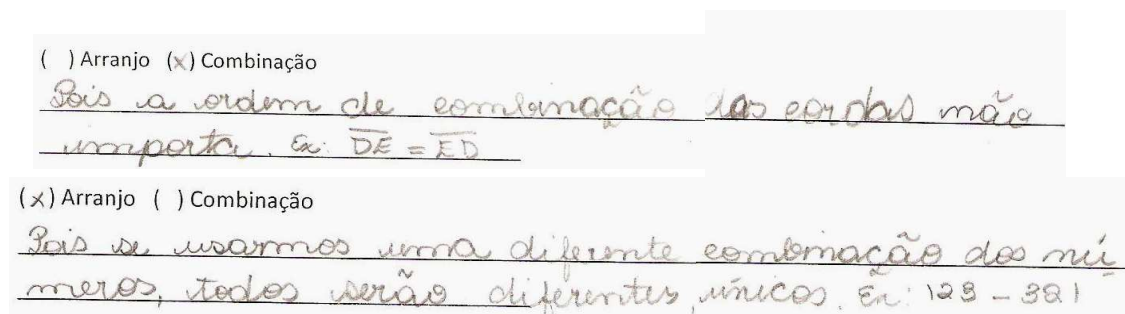 ( ) Arranjo (x) Combinação
Pois a ordem de combinação das cordas não
importa. Ex: DE = ED
(x) Arranjo ( ) Combinação
Pois se usarmos uma diferente combinação dos nú-
meros, todos serão diferentes, únicos. Ex: 123 - 321